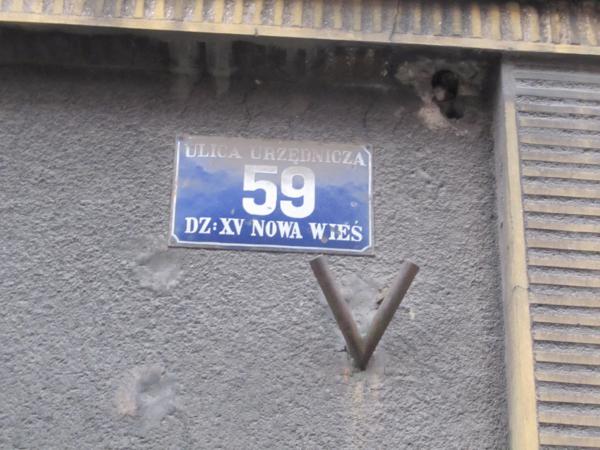 ULICA URZĘDNICZA
59
DZ: XV NOWA WIEŚ